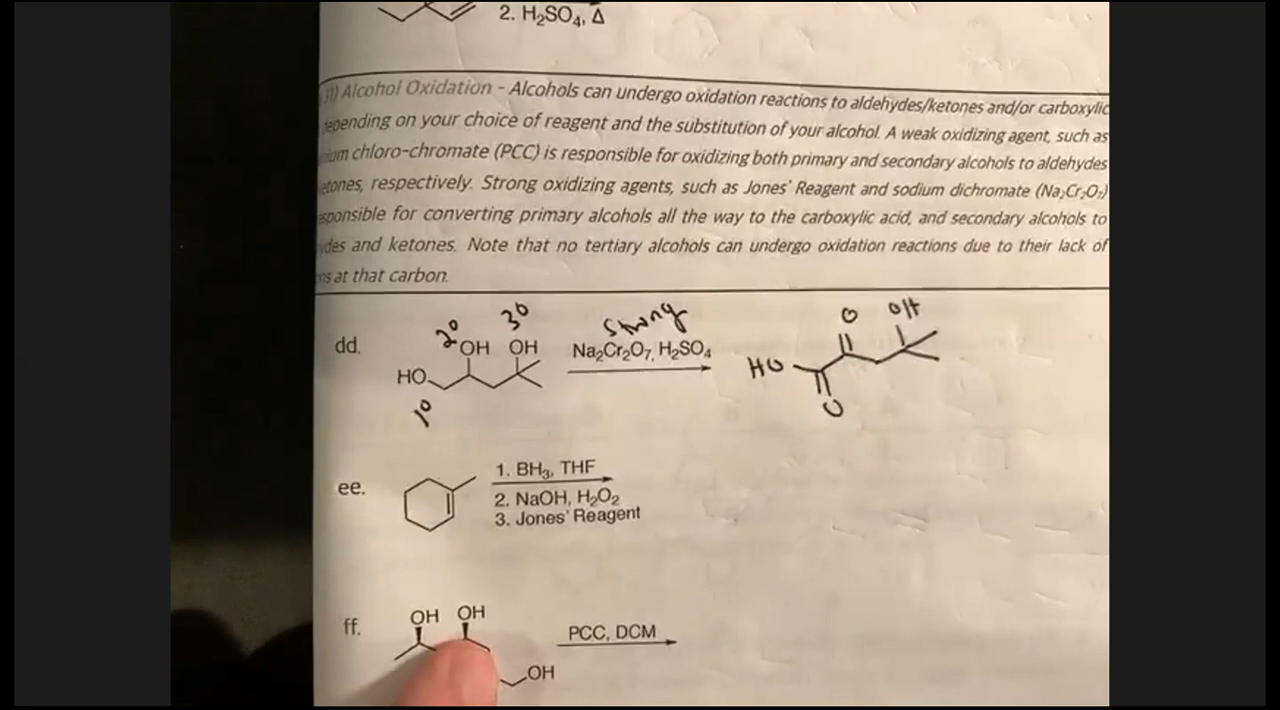 2. H₂SO₄, Δ
31) Alcohol Oxidation - Alcohols can undergo oxidation reactions to aldehydes/ketones and/or carboxylic
depending on your choice of reagent and the substitution of your alcohol. A weak oxidizing agent, such as
chloro-chromate (PCC) is responsible for oxidizing both primary and secondary alcohols to aldehydes
etones, respectively. Strong oxidizing agents, such as Jones' Reagent and sodium dichromate (Na₂Cr₂O₇)
esponsible for converting primary alcohols all the way to the carboxylic acid, and secondary alcohols to
ydes and ketones. Note that no tertiary alcohols can undergo oxidation reactions due to their lack of
ns at that carbon.
2° 3° Strong O OH
dd. OH OH Na₂Cr₂O₇, H₂SO₄
HO HO
1° O
1. BH₃, THF
ee. 2. NaOH, H₂O₂
3. Jones' Reagent
OH OH
ff. PCC, DCM
OH